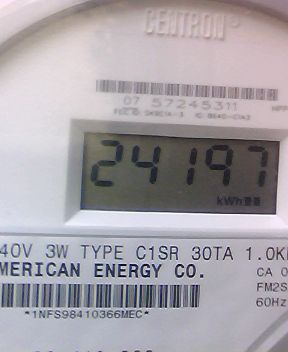 CENTRON®
07 57245311
24197
kWh
40V 3W TYPE C1SR 30TA 1.0K
MERICAN ENERGY CO.
CA 0
FM2S
60Hz
*1NFS98410366MEC*